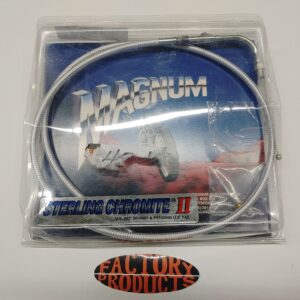 MAGNUM
STERLING CHROMITE II
FACTORY
PRODUCTS